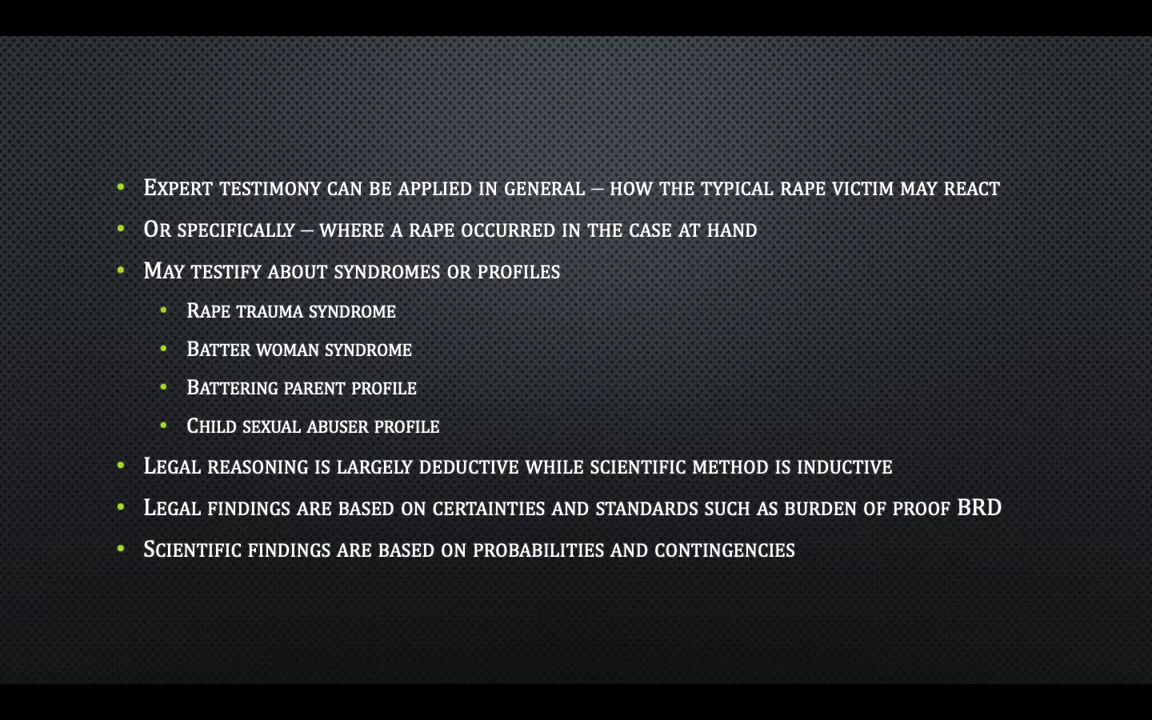 • Expert testimony can be applied in general – how the typical rape victim may react
• Or specifically – where a rape occurred in the case at hand
• May testify about syndromes or profiles
• Rape trauma syndrome
• Batter woman syndrome
• Battering parent profile
• Child sexual abuser profile
• Legal reasoning is largely deductive while scientific method is inductive
• Legal findings are based on certainties and standards such as burden of proof BRD
• Scientific findings are based on probabilities and contingencies